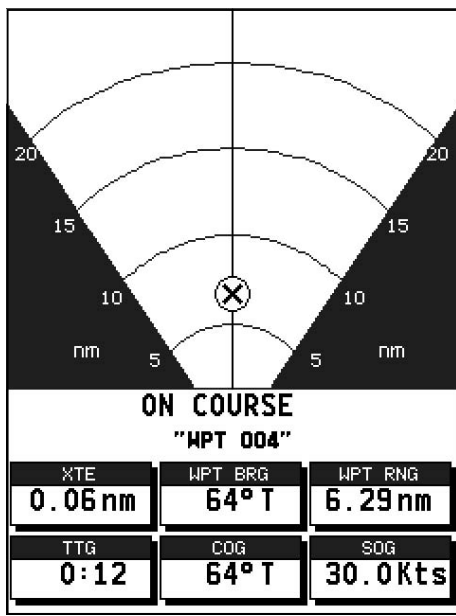 20 20
15 15
10 10
nm nm
5 5
ON COURSE
"WPT 004"
XTE WPT BRG WPT RNG
0.06nm 64°T 6.29nm
TTG COG SOG
0:12 64°T 30.0Kts